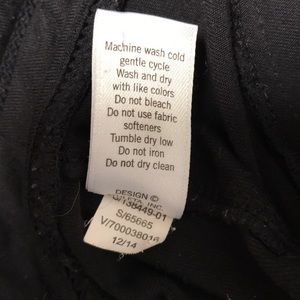 Machine wash cold
gentle cycle
Wash and dry
with like colors
Do not bleach
Do not use fabric
softeners
Tumble dry low
Do not iron
Do not dry clean
DESIGN ©
INC.
S/65665
12/14